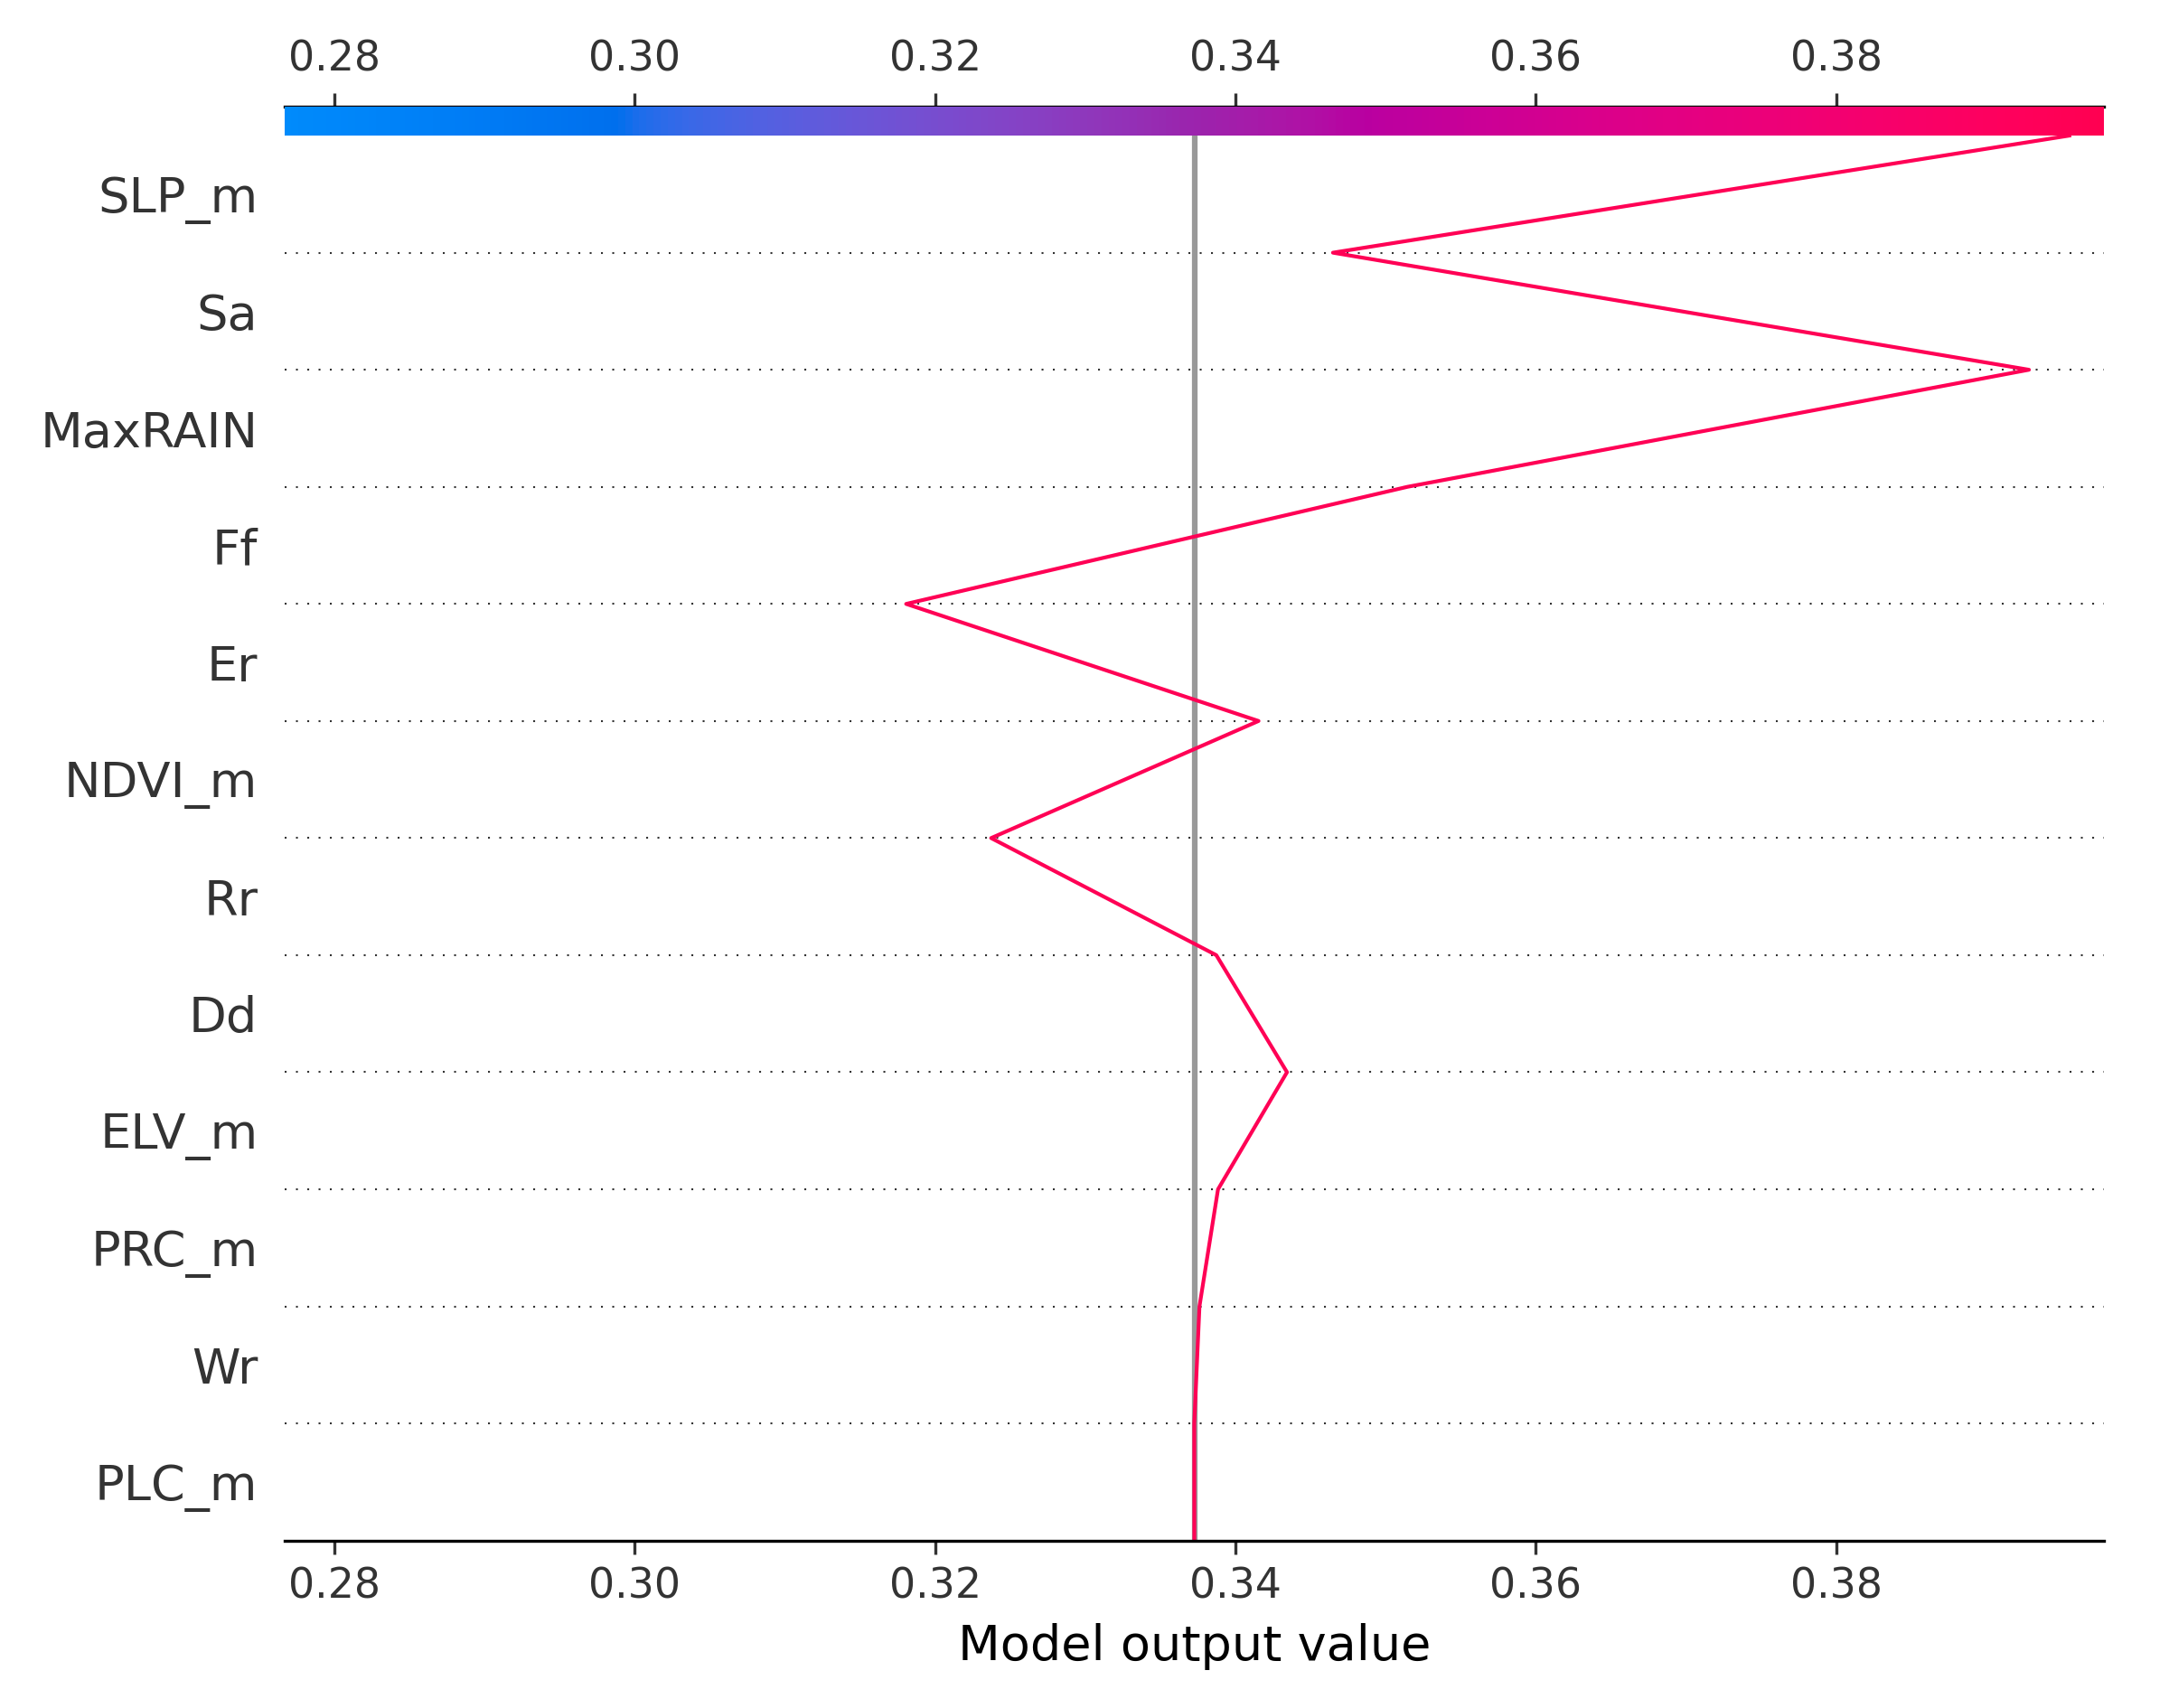 0.28 0.30 0.32 0.34 0.36 0.38
SLP_m
Sa
MaxRAIN
Ff
Er
NDVI_m
Rr
Dd
ELV_m
PRC_m
Wr
PLC_m
0.28 0.30 0.32 0.34 0.36 0.38
Model output value